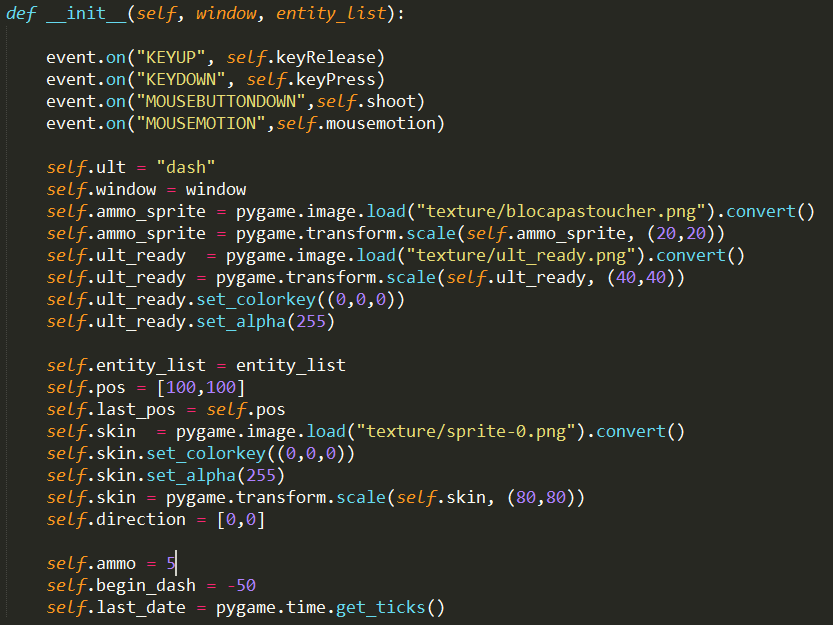 def __init__(self, window, entity_list):
event.on("KEYUP", self.keyRelease)
event.on("KEYDOWN", self.keyPress)
event.on("MOUSEBUTTONDOWN",self.shoot)
event.on("MOUSEMOTION",self.mousemotion)
self.ult = "dash"
self.window = window
self.ammo_sprite = pygame.image.load("texture/blocapastoucher.png").convert()
self.ammo_sprite = pygame.transform.scale(self.ammo_sprite, (20,20))
self.ult_ready  = pygame.image.load("texture/ult_ready.png").convert()
self.ult_ready = pygame.transform.scale(self.ult_ready, (40,40))
self.ult_ready.set_colorkey((0,0,0))
self.ult_ready.set_alpha(255)
self.entity_list = entity_list
self.pos = [100,100]
self.last_pos = self.pos
self.skin  = pygame.image.load("texture/sprite-0.png").convert()
self.skin.set_colorkey((0,0,0))
self.skin.set_alpha(255)
self.skin = pygame.transform.scale(self.skin, (80,80))
self.direction = [0,0]
self.ammo = 5
self.begin_dash = -50
self.last_date = pygame.time.get_ticks()